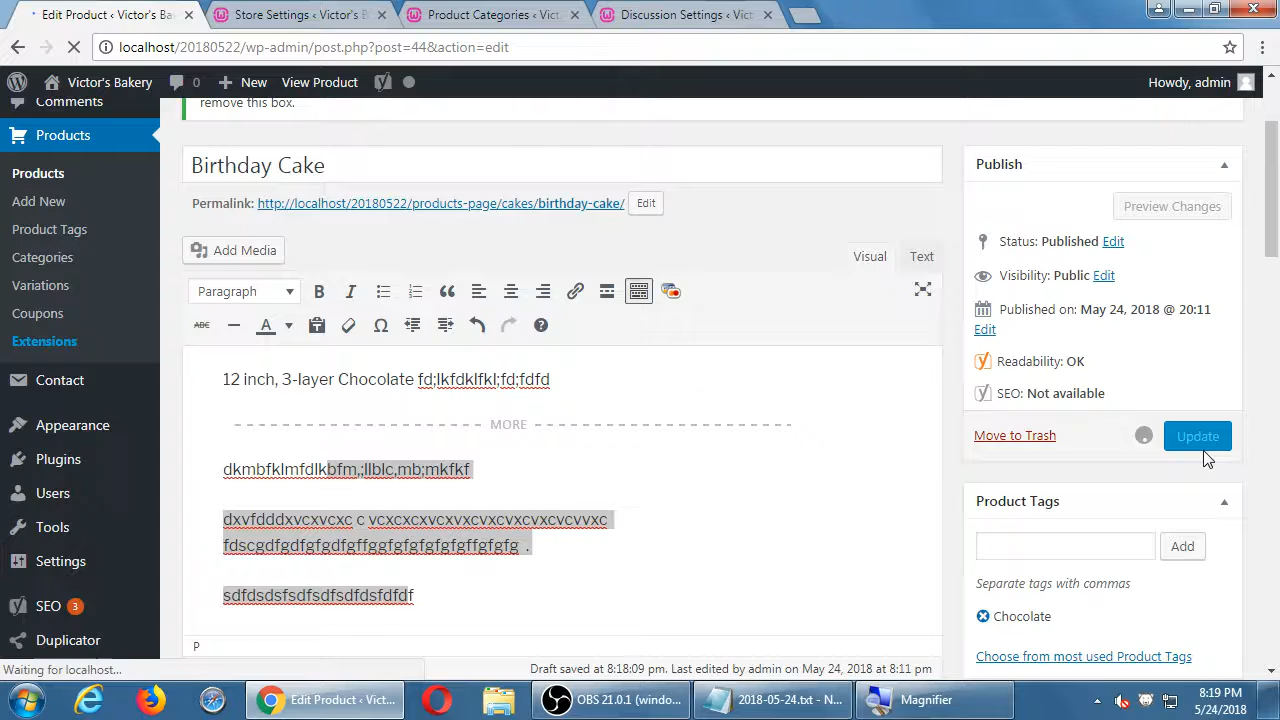 Edit Product ‹ Victor's Ba
Store Settings ‹ Victor's B
Product Categories ‹ Vict
Discussion Settings ‹ Vict
localhost/20180522/wp-admin/post.php?post=44&action=edit
Victor's Bakery
0
New
View Product
Howdy, admin
Comments
remove this box.
Products
Products
Add New
Product Tags
Categories
Variations
Coupons
Extensions
Contact
Appearance
Plugins
Users
Tools
Settings
SEO 3
Duplicator
Birthday Cake
Permalink: http://localhost/20180522/products-page/cakes/birthday-cake/ Edit
Add Media
Visual
Text
Paragraph
B
I
ABC
A
12 inch, 3-layer Chocolate fd;lkfdklfkl;fd;fdfd
MORE
dkmbfklmfdlkbfm,;llblc,mb;mkfkf
dxvfdddxvcxvcxc c vcxcxcxvcxvxcvxcvxcvxcvcvvxc
fdscgdfgdfgfgdfgffggfgfgfgfgfgffgfgfg .
sdfdsdsfsdfsdfsdfdsfdfdf
P
Draft saved at 8:18:09 pm. Last edited by admin on May 24, 2018 at 8:11 pm
Publish
Preview Changes
Status: Published Edit
Visibility: Public Edit
Published on: May 24, 2018 @ 20:11
Edit
Readability: OK
SEO: Not available
Move to Trash
Update
Product Tags
Add
Separate tags with commas
Chocolate
Choose from most used Product Tags
Waiting for localhost...
Edit Product ‹ Vict...
OBS 21.0.1 (windo...
2018-05-24.txt - N...
Magnifier
8:19 PM
5/24/2018